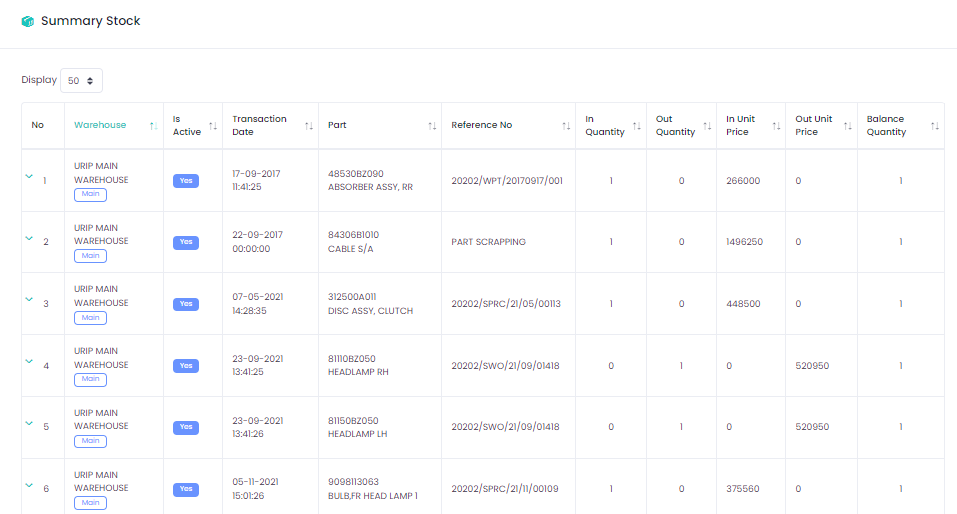 Summary Stock
Display 50
No Warehouse Is Active Transaction Date Part Reference No In Quantity Out Quantity In Unit Price Out Unit Price Balance Quantity
1 URIP MAIN WAREHOUSE Main Yes 17-09-2017 11:41:25 48530BZ090 ABSORBER ASSY, RR 20202/WPT/20170917/001 1 0 266000 0 1
2 URIP MAIN WAREHOUSE Main Yes 22-09-2017 00:00:00 84306B1010 CABLE S/A PART SCRAPPING 1 0 1496250 0 1
3 URIP MAIN WAREHOUSE Main Yes 07-05-2021 14:28:35 312500A011 DISC ASSY, CLUTCH 20202/SPRC/21/05/00113 1 0 448500 0 1
4 URIP MAIN WAREHOUSE Main Yes 23-09-2021 13:41:25 81110BZ050 HEADLAMP RH 20202/SWO/21/09/01418 0 1 0 520950 1
5 URIP MAIN WAREHOUSE Main Yes 23-09-2021 13:41:26 81150BZ050 HEADLAMP LH 20202/SWO/21/09/01418 0 1 0 520950 1
6 URIP MAIN WAREHOUSE Main Yes 05-11-2021 15:01:26 9098113063 BULB,FR HEAD LAMP 1 20202/SPRC/21/11/00109 1 0 375560 0 1